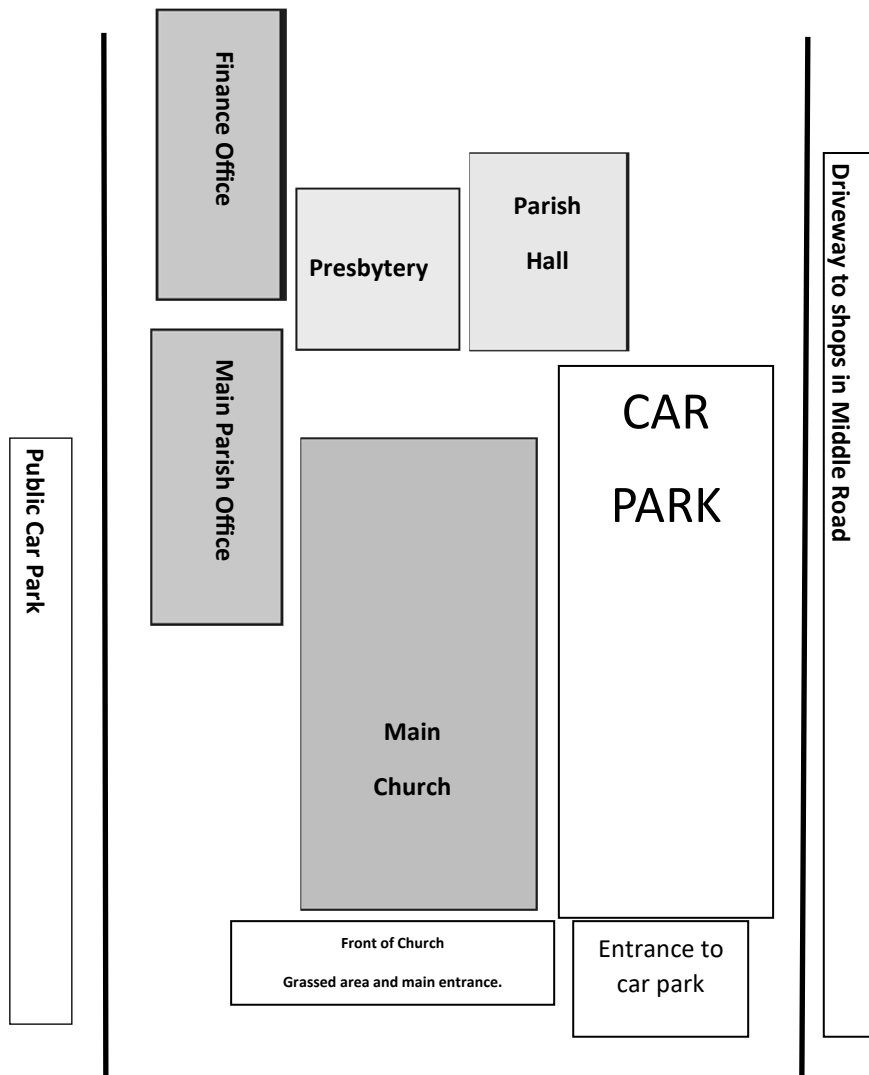 Finance Office
Parish
Hall
Presbytery
Driveway to shops in Middle Road
Main Parish Office
CAR
PARK
Public Car Park
Main
Church
Front of Church
Grassed area and main entrance.
Entrance to
car park